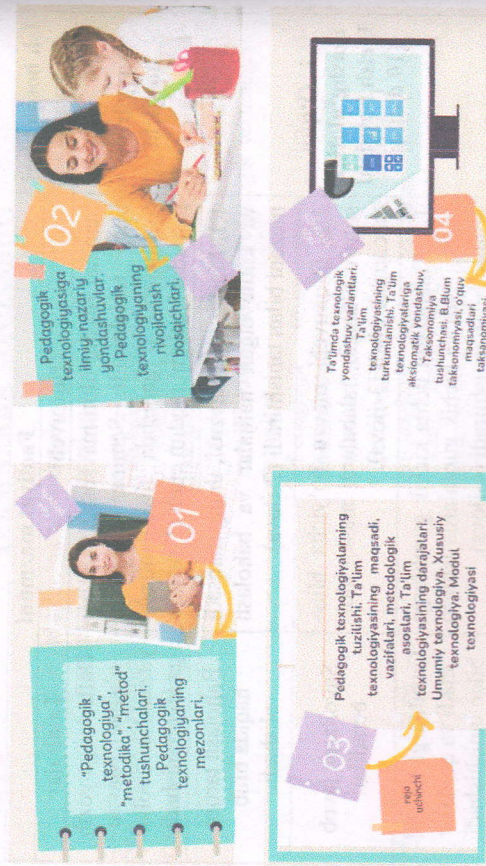 01
"Pedagogik
texnologiya",
"metodika", "metod"
tushunchalari.
Pedagogik
texnologiyaning
mezonlari.
02
Pedagogik
texnologiyasiga
ilmiy-nazariy
yondashuvlar.
Pedagogik
texnologiyaning
rivojlanish
bosqichlari.
03
reja
uchinchi
Pedagogik texnologiyalarning
tuzilishi. Ta'lim
texnologiyasining maqsadi,
vazifalari, metodologik
asoslari. Ta'lim
texnologiyasining darajalari.
Umumiy texnologiya. Xususiy
texnologiya. Modul
texnologiyasi
04
Ta'limda texnologik
yondashuv variantlari.
Ta'lim
texnologiyasining
turkumlanishi. Ta'lim
texnologiyalariga
aksiomatik yondashuv,
Taksonomiya
tushunchasi. B.Blum
taksonomiyasi, o'quv
maqsadlari
taksanomiyasi